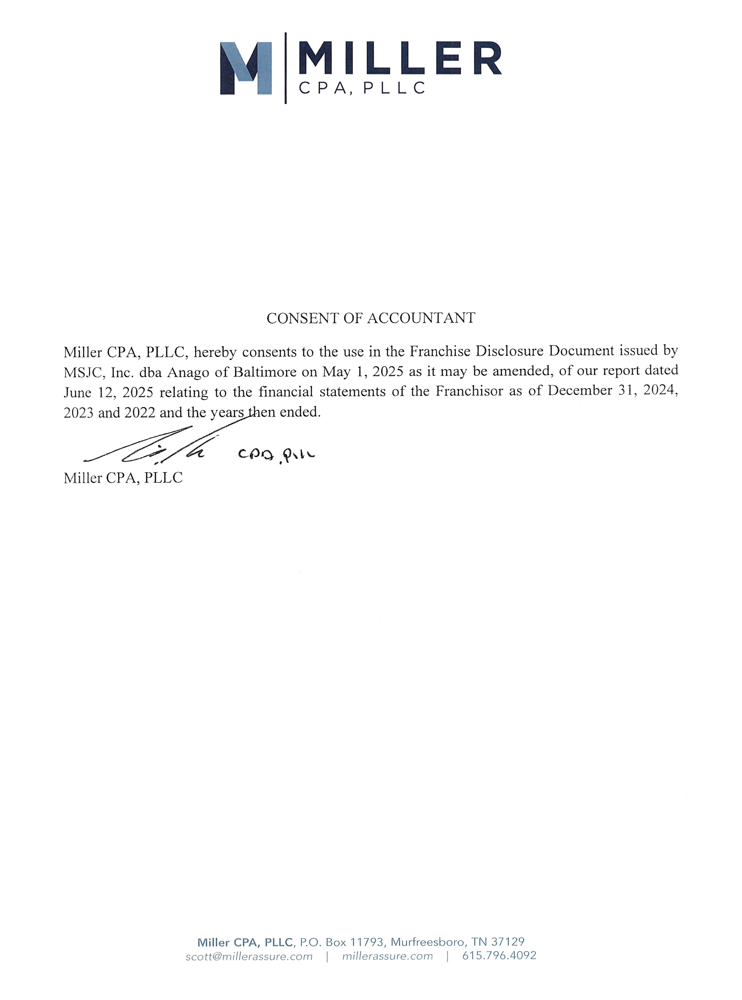 MILLER
CPA, PLLC
CONSENT OF ACCOUNTANT
Miller CPA, PLLC, hereby consents to the use in the Franchise Disclosure Document issued by
MSJC, Inc. dba Anago of Baltimore on May 1, 2025 as it may be amended, of our report dated
June 12, 2025 relating to the financial statements of the Franchisor as of December 31, 2024,
2023 and 2022 and the years then ended.
CPA, PLLC
Miller CPA, PLLC
Miller CPA, PLLC, P.O. Box 11793, Murfreesboro, TN 37129
scott@millerassure.com | millerassure.com | 615.796.4092